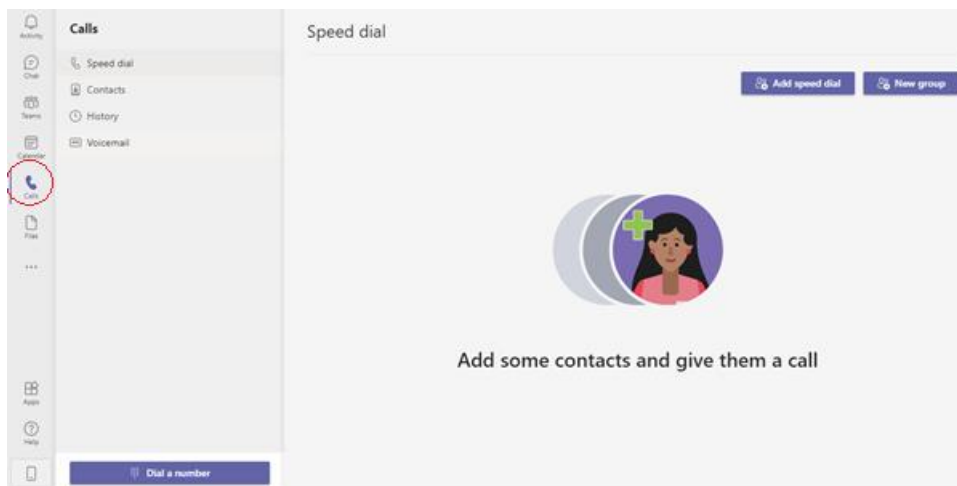 Activity
Chat
Teams
Calendar
Calls
Files
Apps
Help
Calls
Speed dial
Contacts
History
Voicemail
Dial a number
Speed dial
Add speed dial
New group
Add some contacts and give them a call